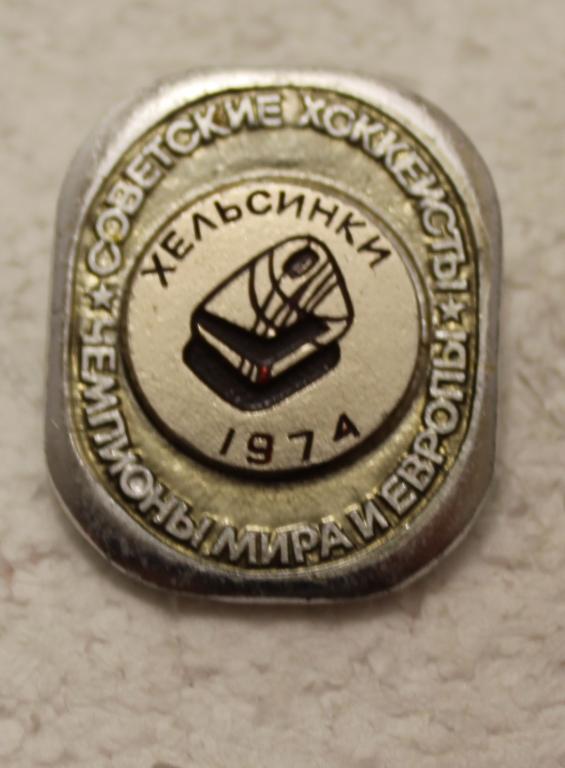 СОВЕТСКИЕ ХОККЕИСТЫ
★ ЧЕМПИОНЫ МИРА И ЕВРОПЫ ★
ХЕЛЬСИНКИ
1974